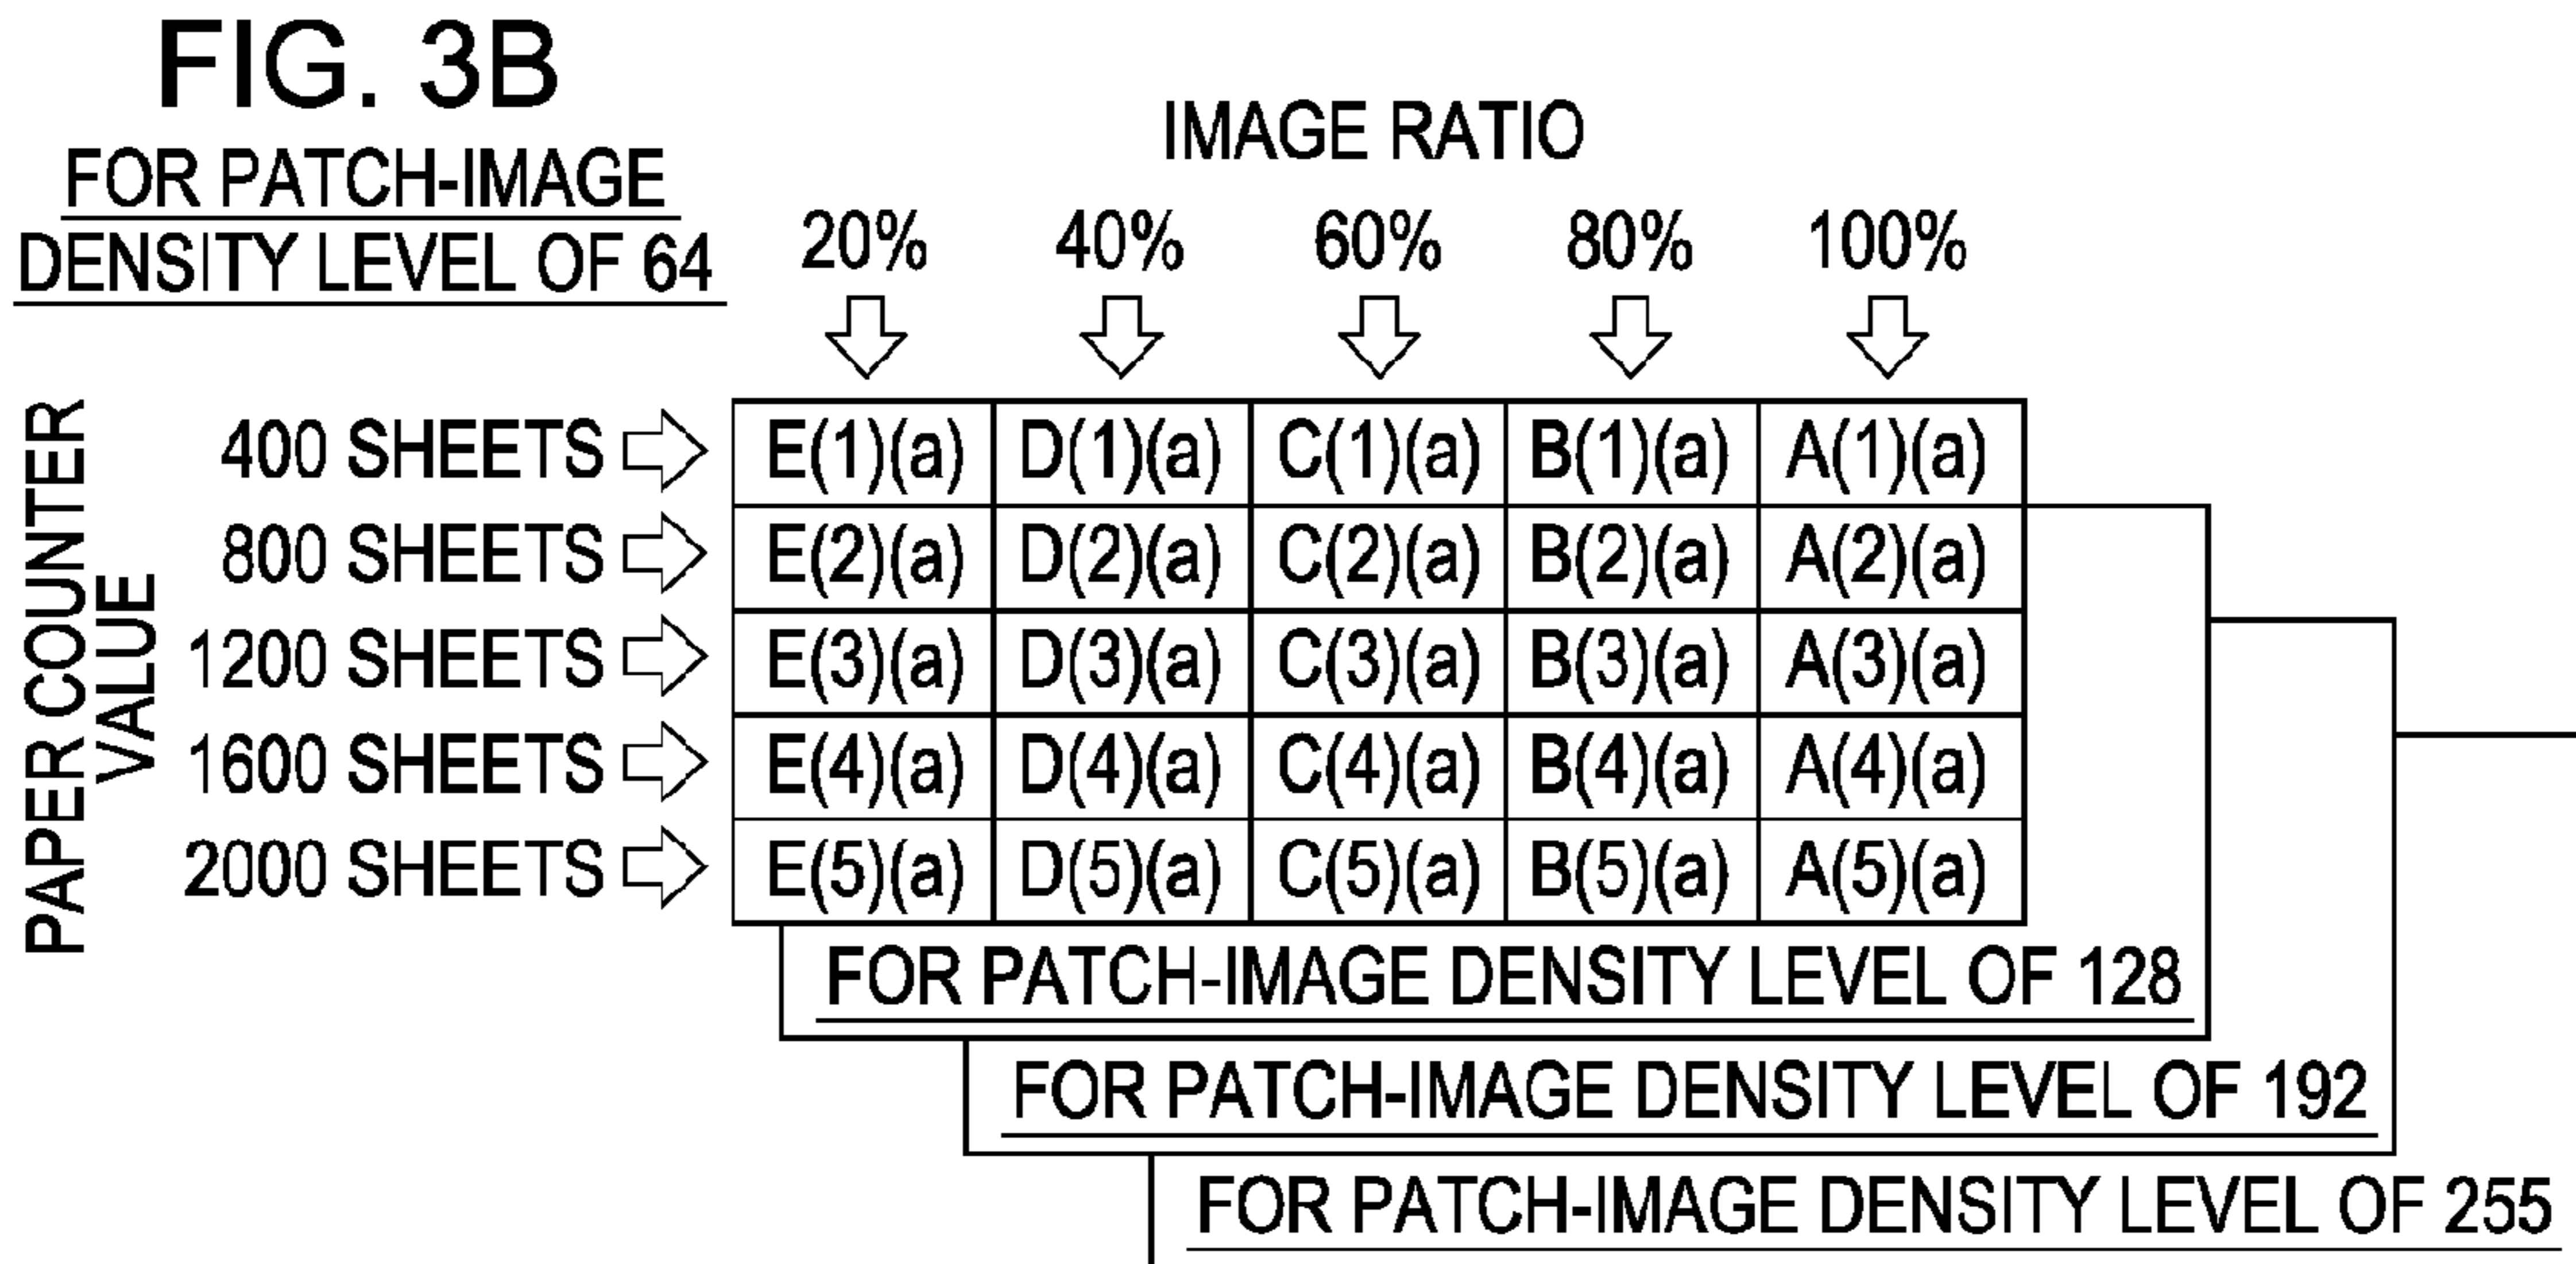 FIG. 3B
FOR PATCH-IMAGE
DENSITY LEVEL OF 64
IMAGE RATIO
20% 40% 60% 80% 100%
PAPER COUNTER
VALUE
400 SHEETS E(1)(a) D(1)(a) C(1)(a) B(1)(a) A(1)(a)
800 SHEETS E(2)(a) D(2)(a) C(2)(a) B(2)(a) A(2)(a)
1200 SHEETS E(3)(a) D(3)(a) C(3)(a) B(3)(a) A(3)(a)
1600 SHEETS E(4)(a) D(4)(a) C(4)(a) B(4)(a) A(4)(a)
2000 SHEETS E(5)(a) D(5)(a) C(5)(a) B(5)(a) A(5)(a)
FOR PATCH-IMAGE DENSITY LEVEL OF 128
FOR PATCH-IMAGE DENSITY LEVEL OF 192
FOR PATCH-IMAGE DENSITY LEVEL OF 255